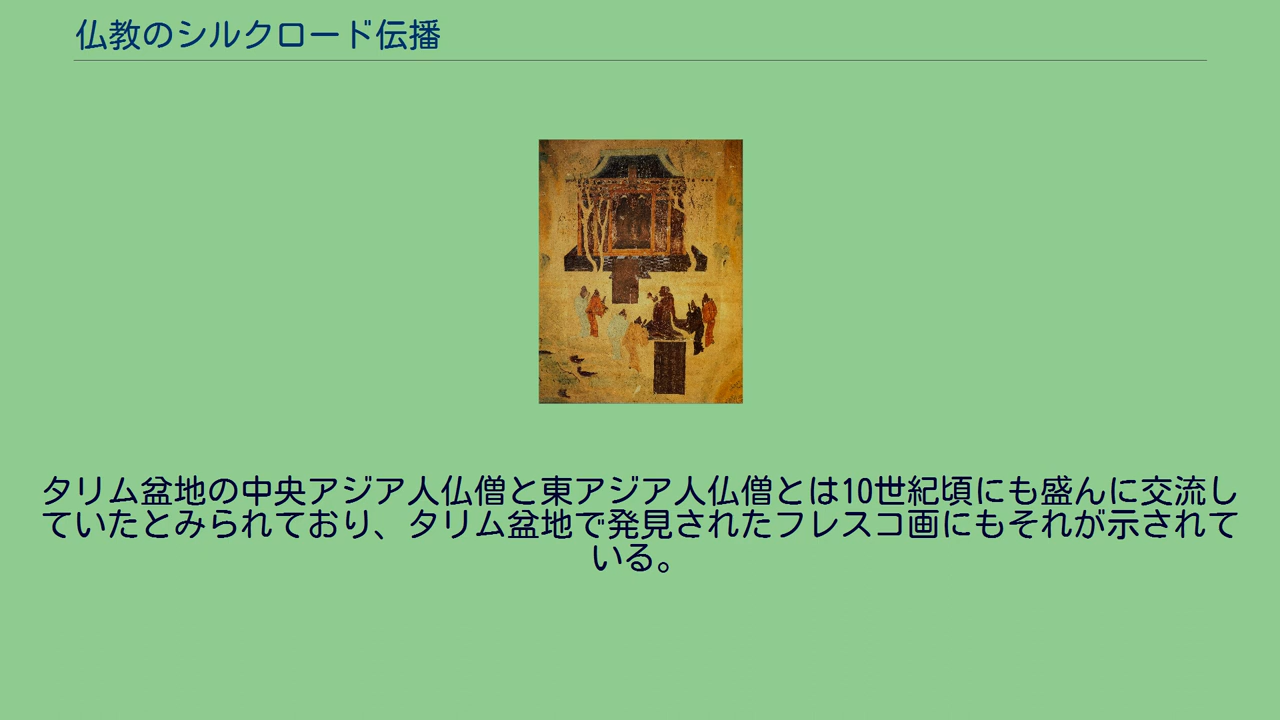 仏教のシルクロード伝播
タリム盆地の中央アジア人仏僧と東アジア人仏僧とは10世紀頃にも盛んに交流し
ていたとみられており、タリム盆地で発見されたフレスコ画にもそれが示されて
いる。